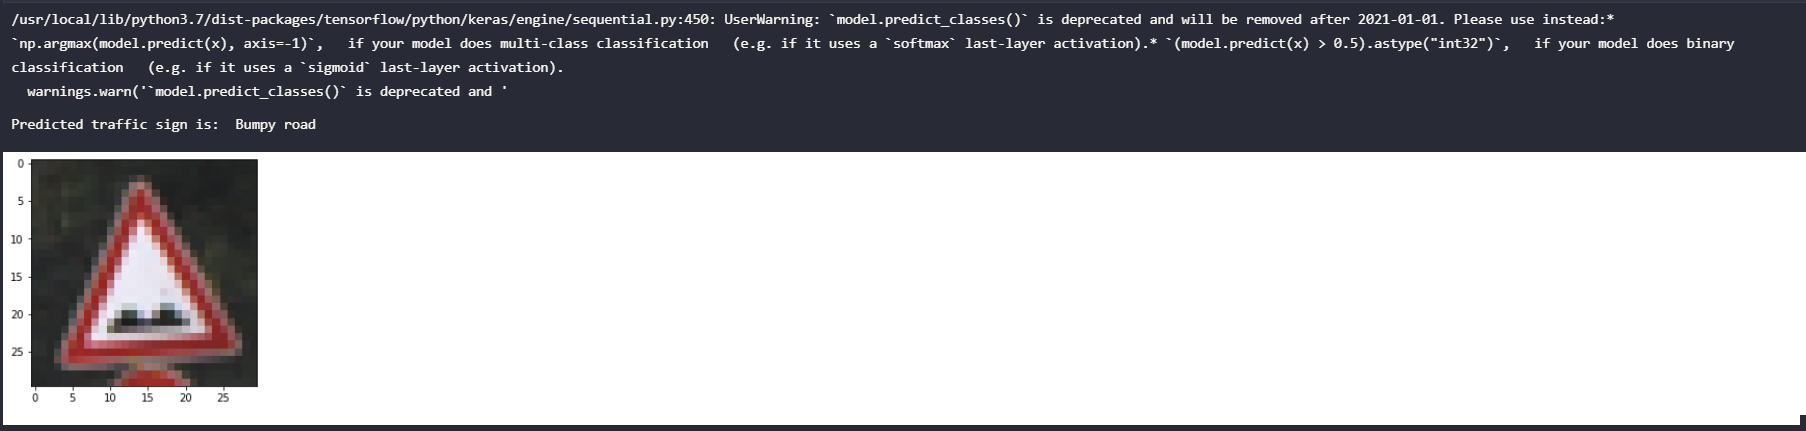 /usr/local/lib/python3.7/dist-packages/tensorflow/python/keras/engine/sequential.py:450: UserWarning: `model.predict_classes()` is deprecated and will be removed after 2021-01-01. Please use instead:*
`np.argmax(model.predict(x), axis=-1)`,   if your model does multi-class classification   (e.g. if it uses a `softmax` last-layer activation).* `(model.predict(x) > 0.5).astype("int32")`,   if your model does binary
classification   (e.g. if it uses a `sigmoid` last-layer activation).
  warnings.warn('`model.predict_classes()` is deprecated and '
Predicted traffic sign is:  Bumpy road
0
5
10
15
20
25
0 5 10 15 20 25